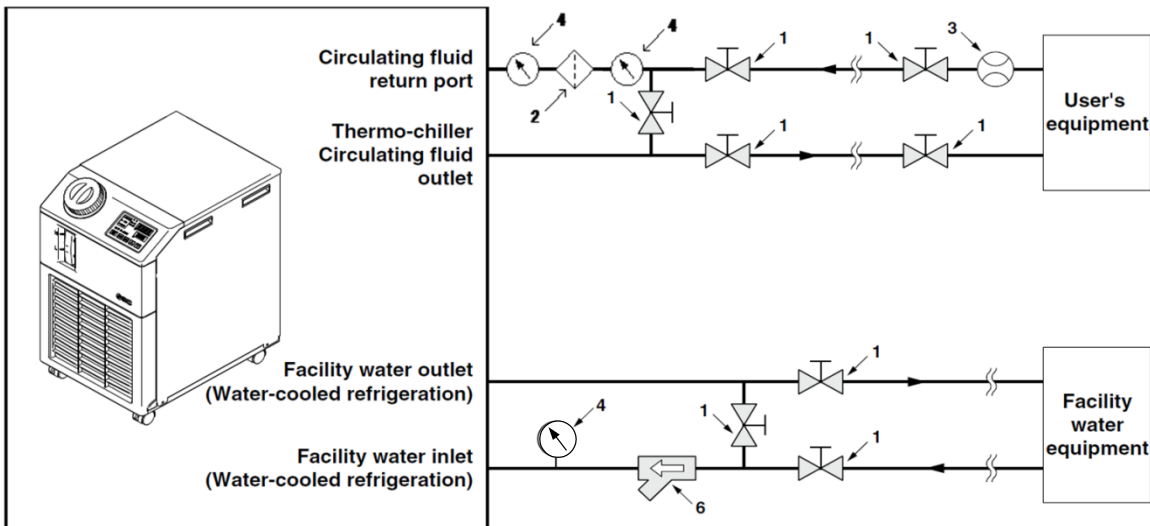 4
4
1
1
3
Circulating fluid
return port
2
1
User's
equipment
Thermo-chiller
Circulating fluid
outlet
1
1
Facility water outlet
(Water-cooled refrigeration)
1
4
1
Facility
water
equipment
1
Facility water inlet
(Water-cooled refrigeration)
6